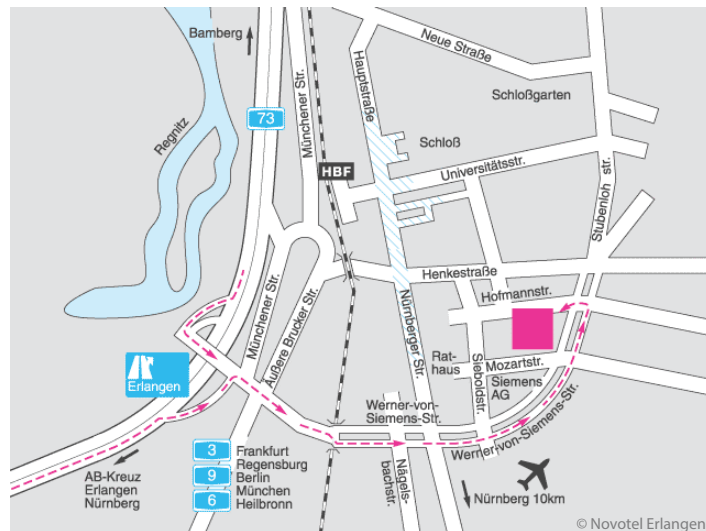 Bamberg
Neue Straße
Hauptstraße
Münchener Str.
Schloßgarten
73
Regnitz
Schloß
HBF
Universitätsstr.
Stubenloh str.
Henkestraße
Hofmannstr.
Münchener Str.
Äußere Brucker Str.
Nürnberger Str.
Rat-
haus
Mozartstr.
Sieboldstr.
Siemens
AG
Erlangen
Werner-von-
Siemens-Str.
Werner-von-Siemens-Str.
3 Frankfurt
Regensburg
9 Berlin
München
6 Heilbronn
AB-Kreuz
Erlangen
Nürnberg
Nägels-
bachstr.
Nürnberg 10km
© Novotel Erlangen